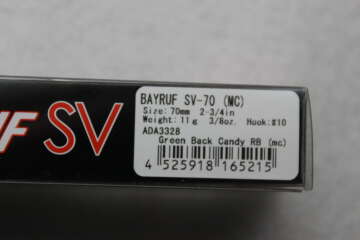 BAYRUF SV-70 (MC)
Size:70mm 2-3/4in
Weight:11g 3/8oz. Hook:#10
ADA3328
Green Back Candy RB (mc)
4 525918 165215
UF SV